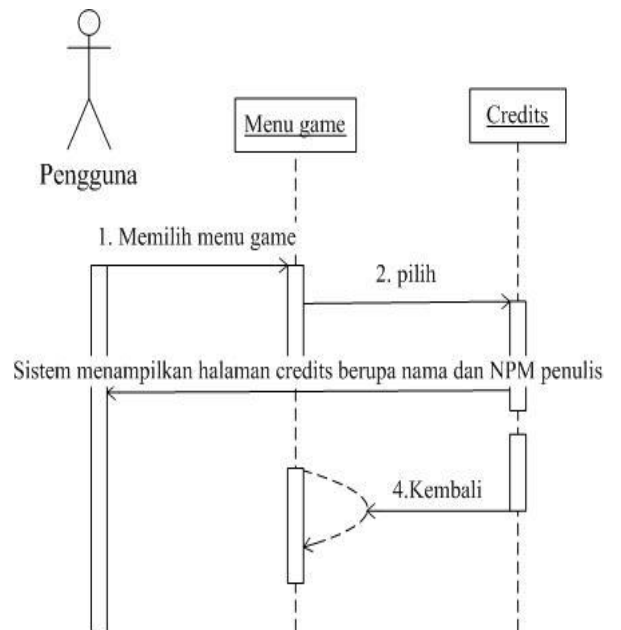 Pengguna
Menu game
Credits
1. Memilih menu game
2. pilih
Sistem menampilkan halaman credits berupa nama dan NPM penulis
4.Kembali